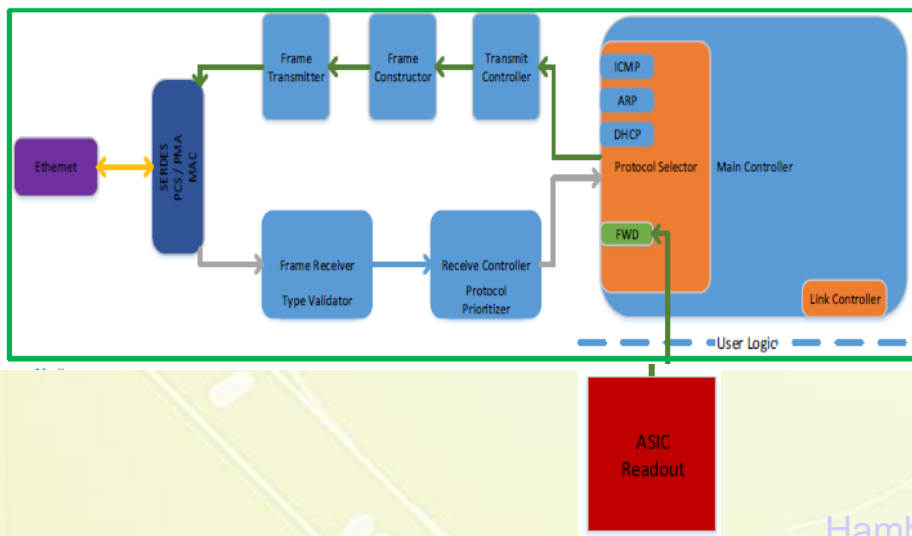 Frame
Transmitter
Frame
Constructor
Transmit
Controller
ICMP
ARP
DHCP
Protocol Selector
Main Controller
Ethernet
SERDES
PCS / PMA
MAC
FWD
Frame Receiver
Type Validator
Receive Controller
Protocol
Prioritizer
Link Controller
User Logic
ASIC
Readout